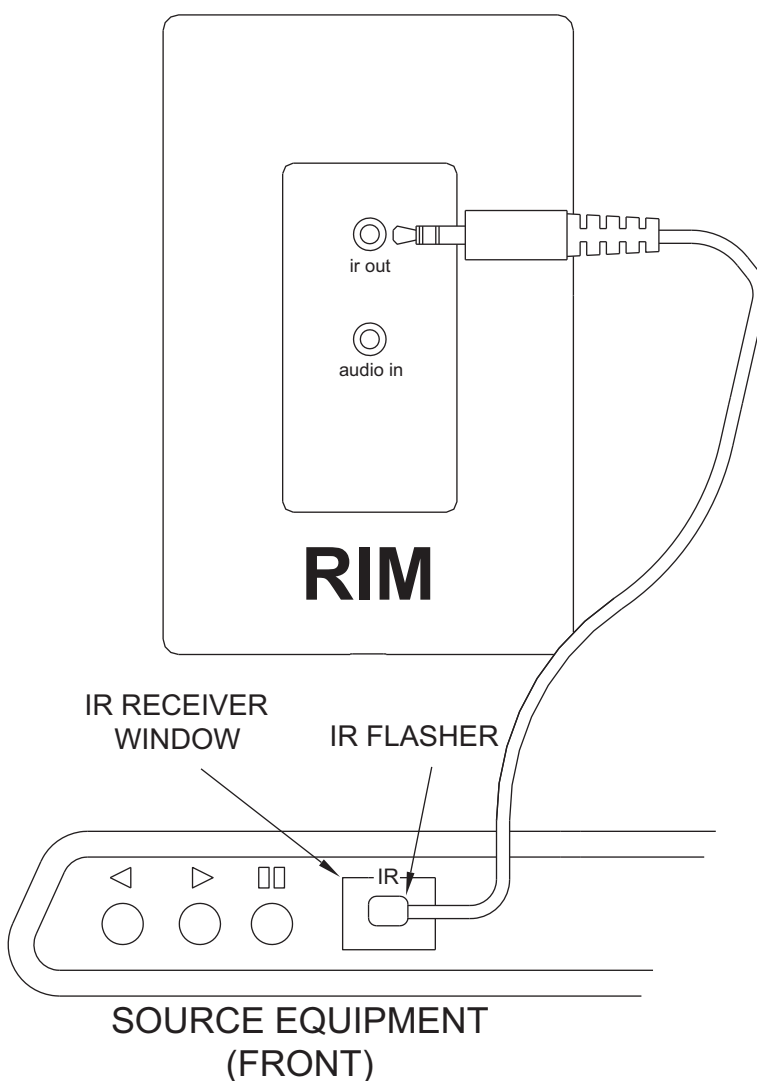 ir out
audio in
RIM
IR RECEIVER
WINDOW
IR FLASHER
IR
SOURCE EQUIPMENT
(FRONT)